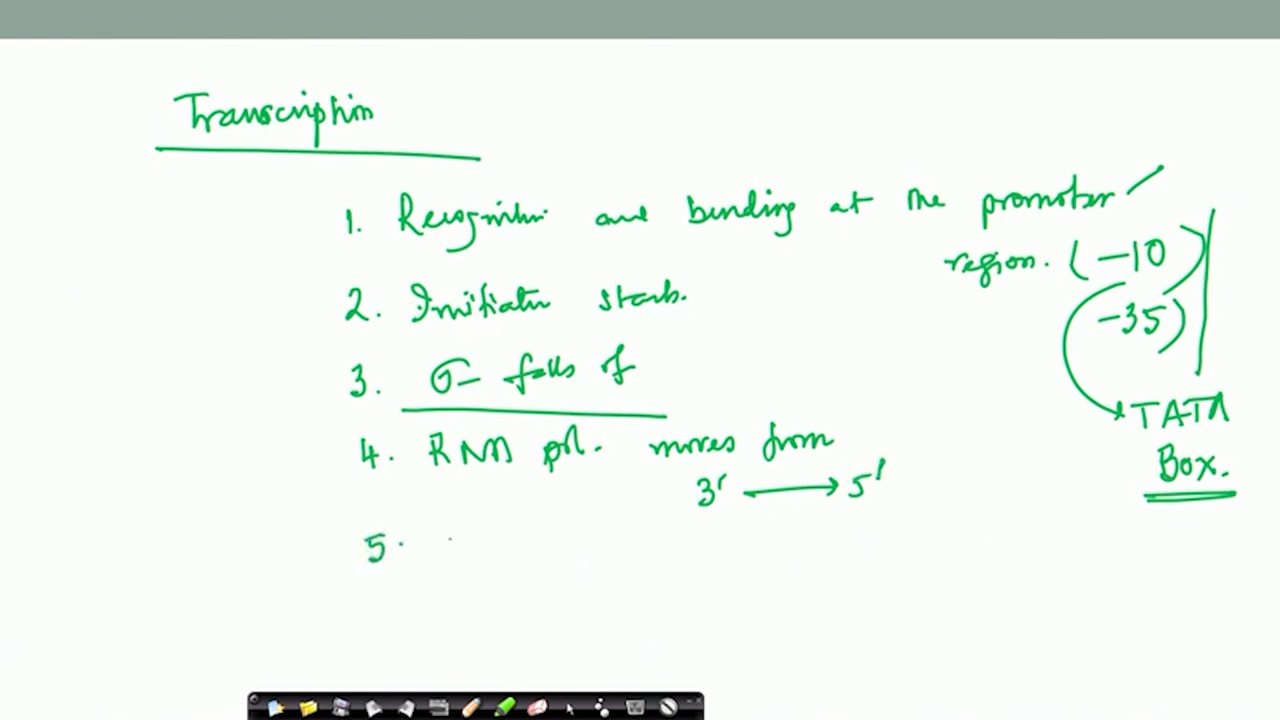 Transcription
1. Recognition and binding at the promoter
region. (-10
-35)
2. Initiation starts.
3. σ falls of
4. RNA pol. moves from
3' → 5'
TATA
Box.
5.